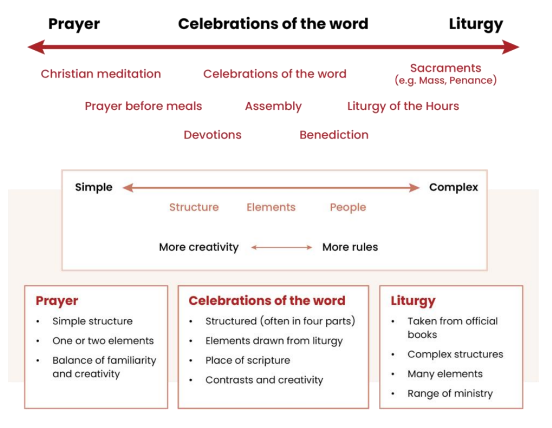 Prayer Celebrations of the word Liturgy
Christian meditation Celebrations of the word Sacraments
(e.g. Mass, Penance)
Prayer before meals Assembly Liturgy of the Hours
Devotions Benediction
Simple Complex
Structure Elements People
More creativity More rules
Prayer
• Simple structure
• One or two elements
• Balance of familiarity
and creativity
Celebrations of the word
• Structured (often in four parts)
• Elements drawn from liturgy
• Place of scripture
• Contrasts and creativity
Liturgy
• Taken from official
books
• Complex structures
• Many elements
• Range of ministry